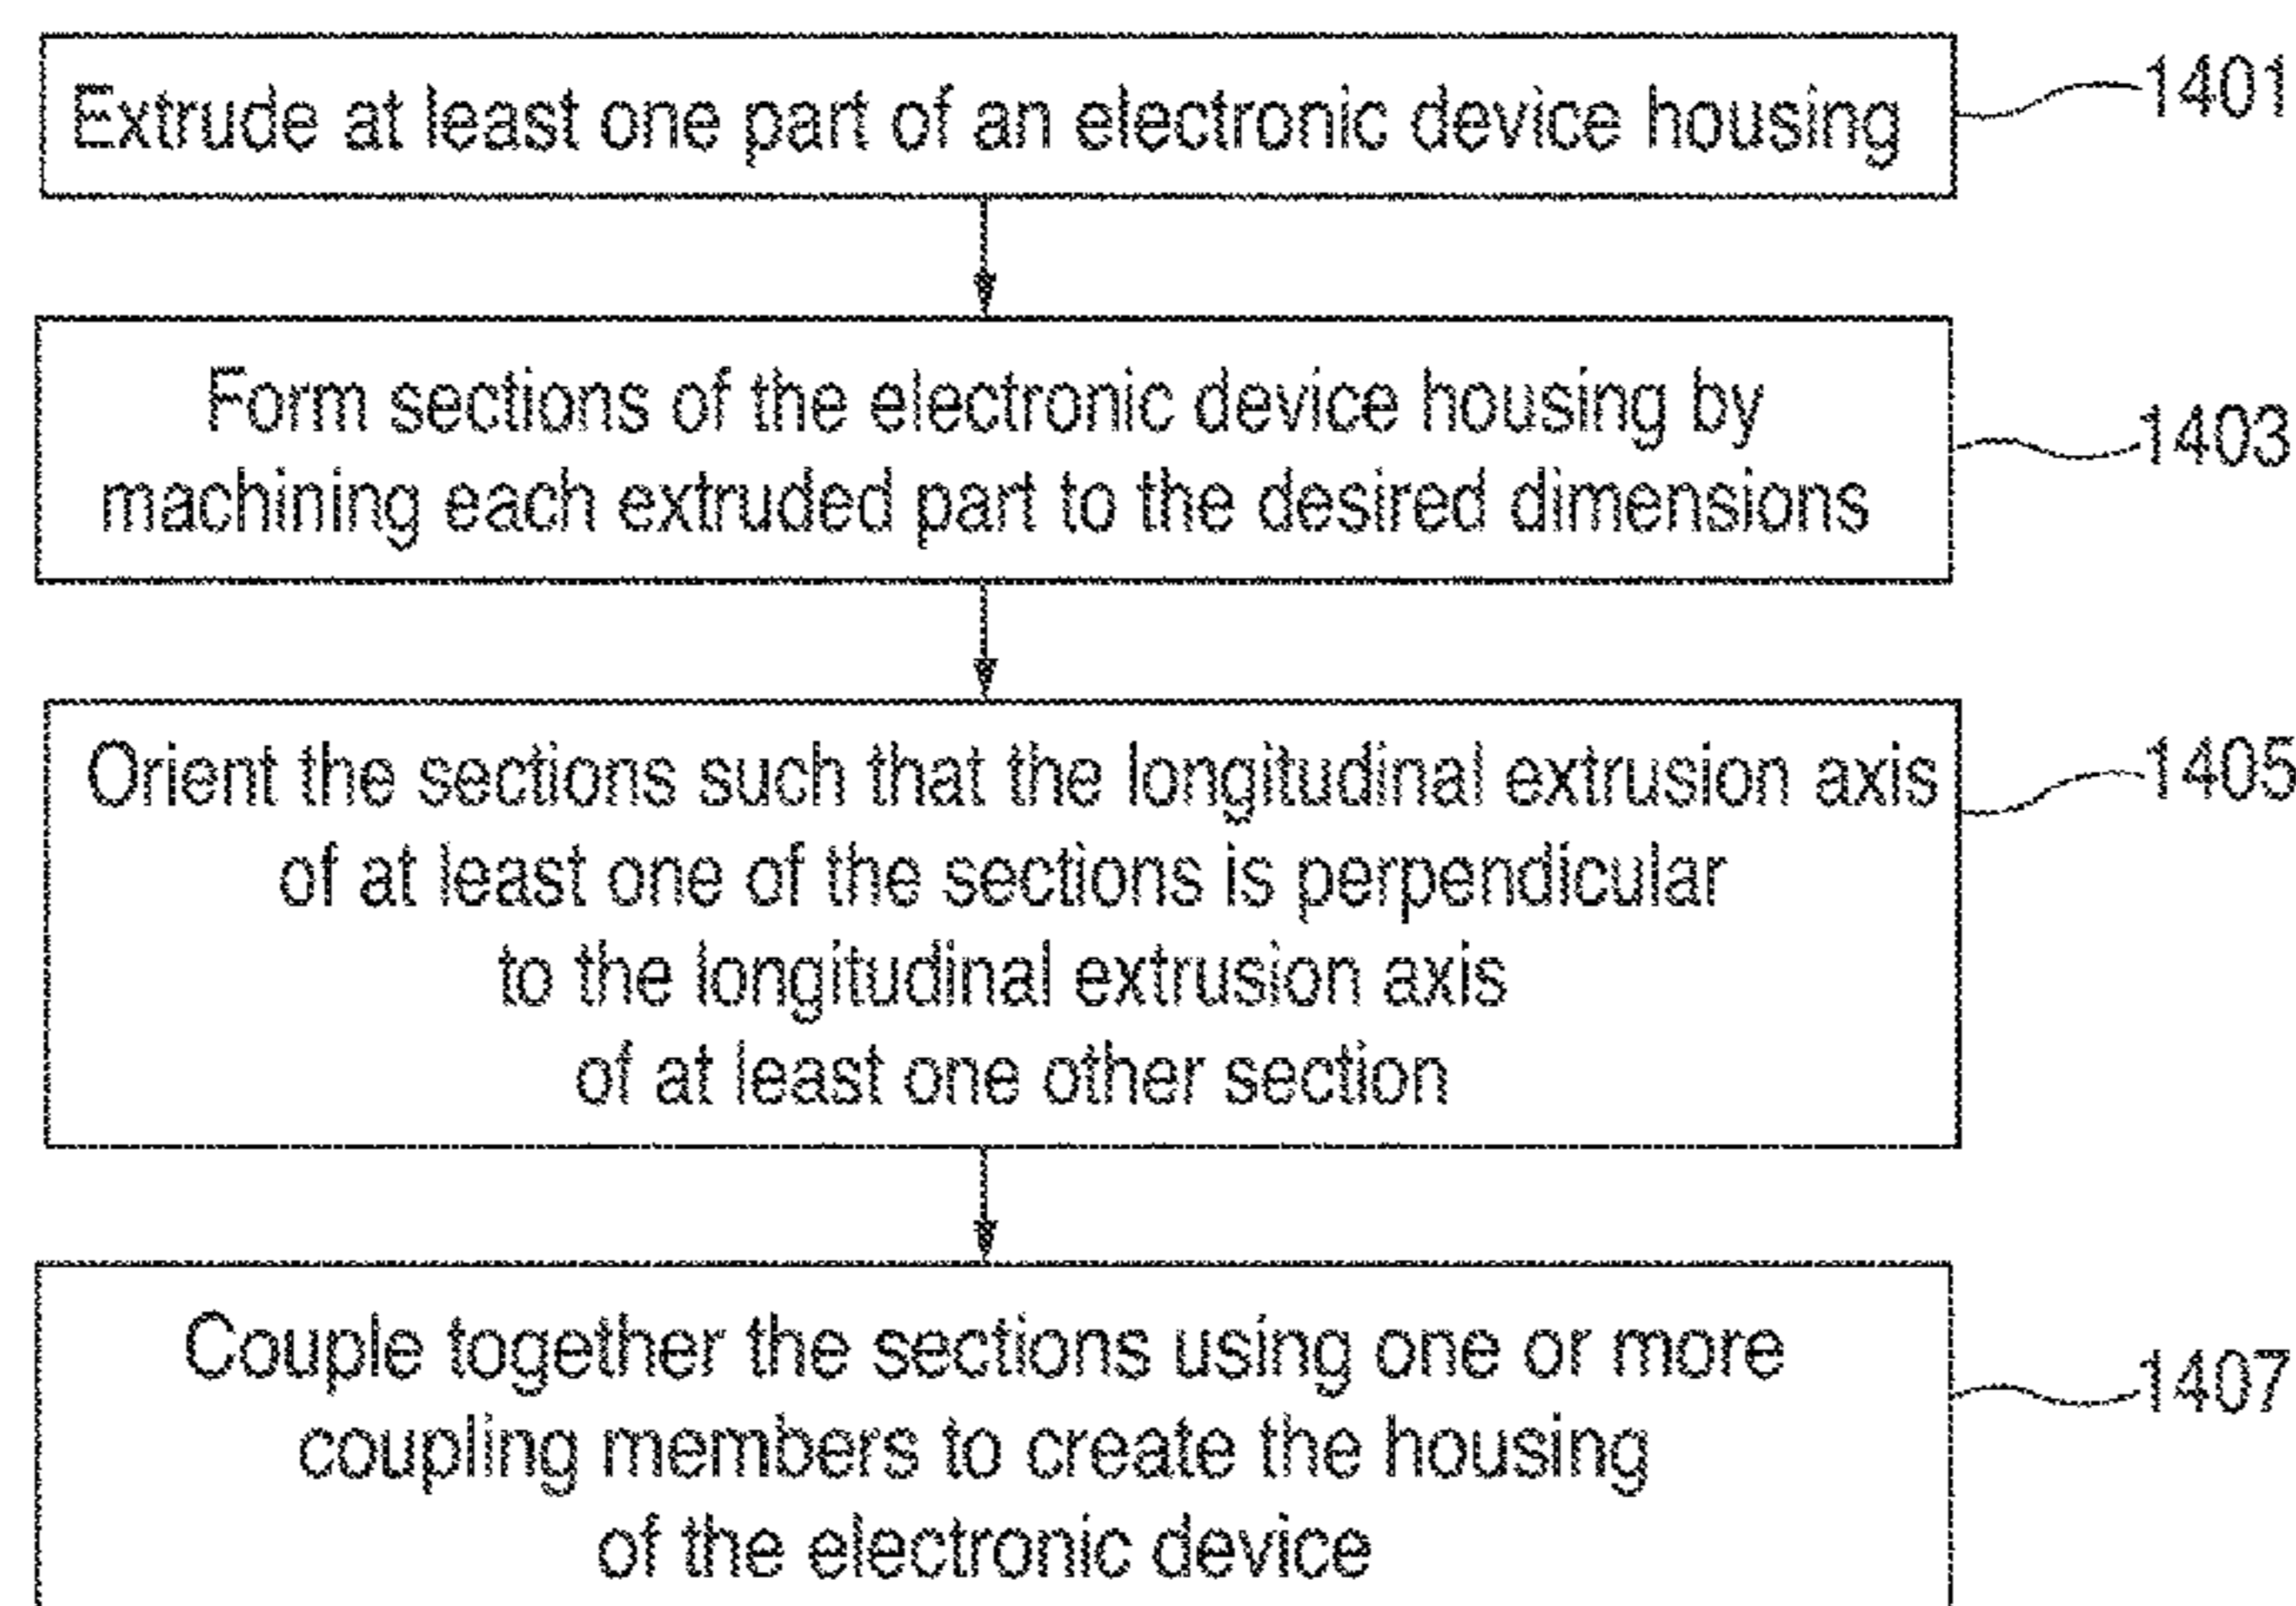 Extrude at least one part of an electronic device housing
1401
Form sections of the electronic device housing by
machining each extruded part to the desired dimensions
1403
Orient the sections such that the longitudinal extrusion axis
of at least one of the sections is perpendicular
to the longitudinal extrusion axis
of at least one other section
1405
Couple together the sections using one or more
coupling members to create the housing
of the electronic device
1407